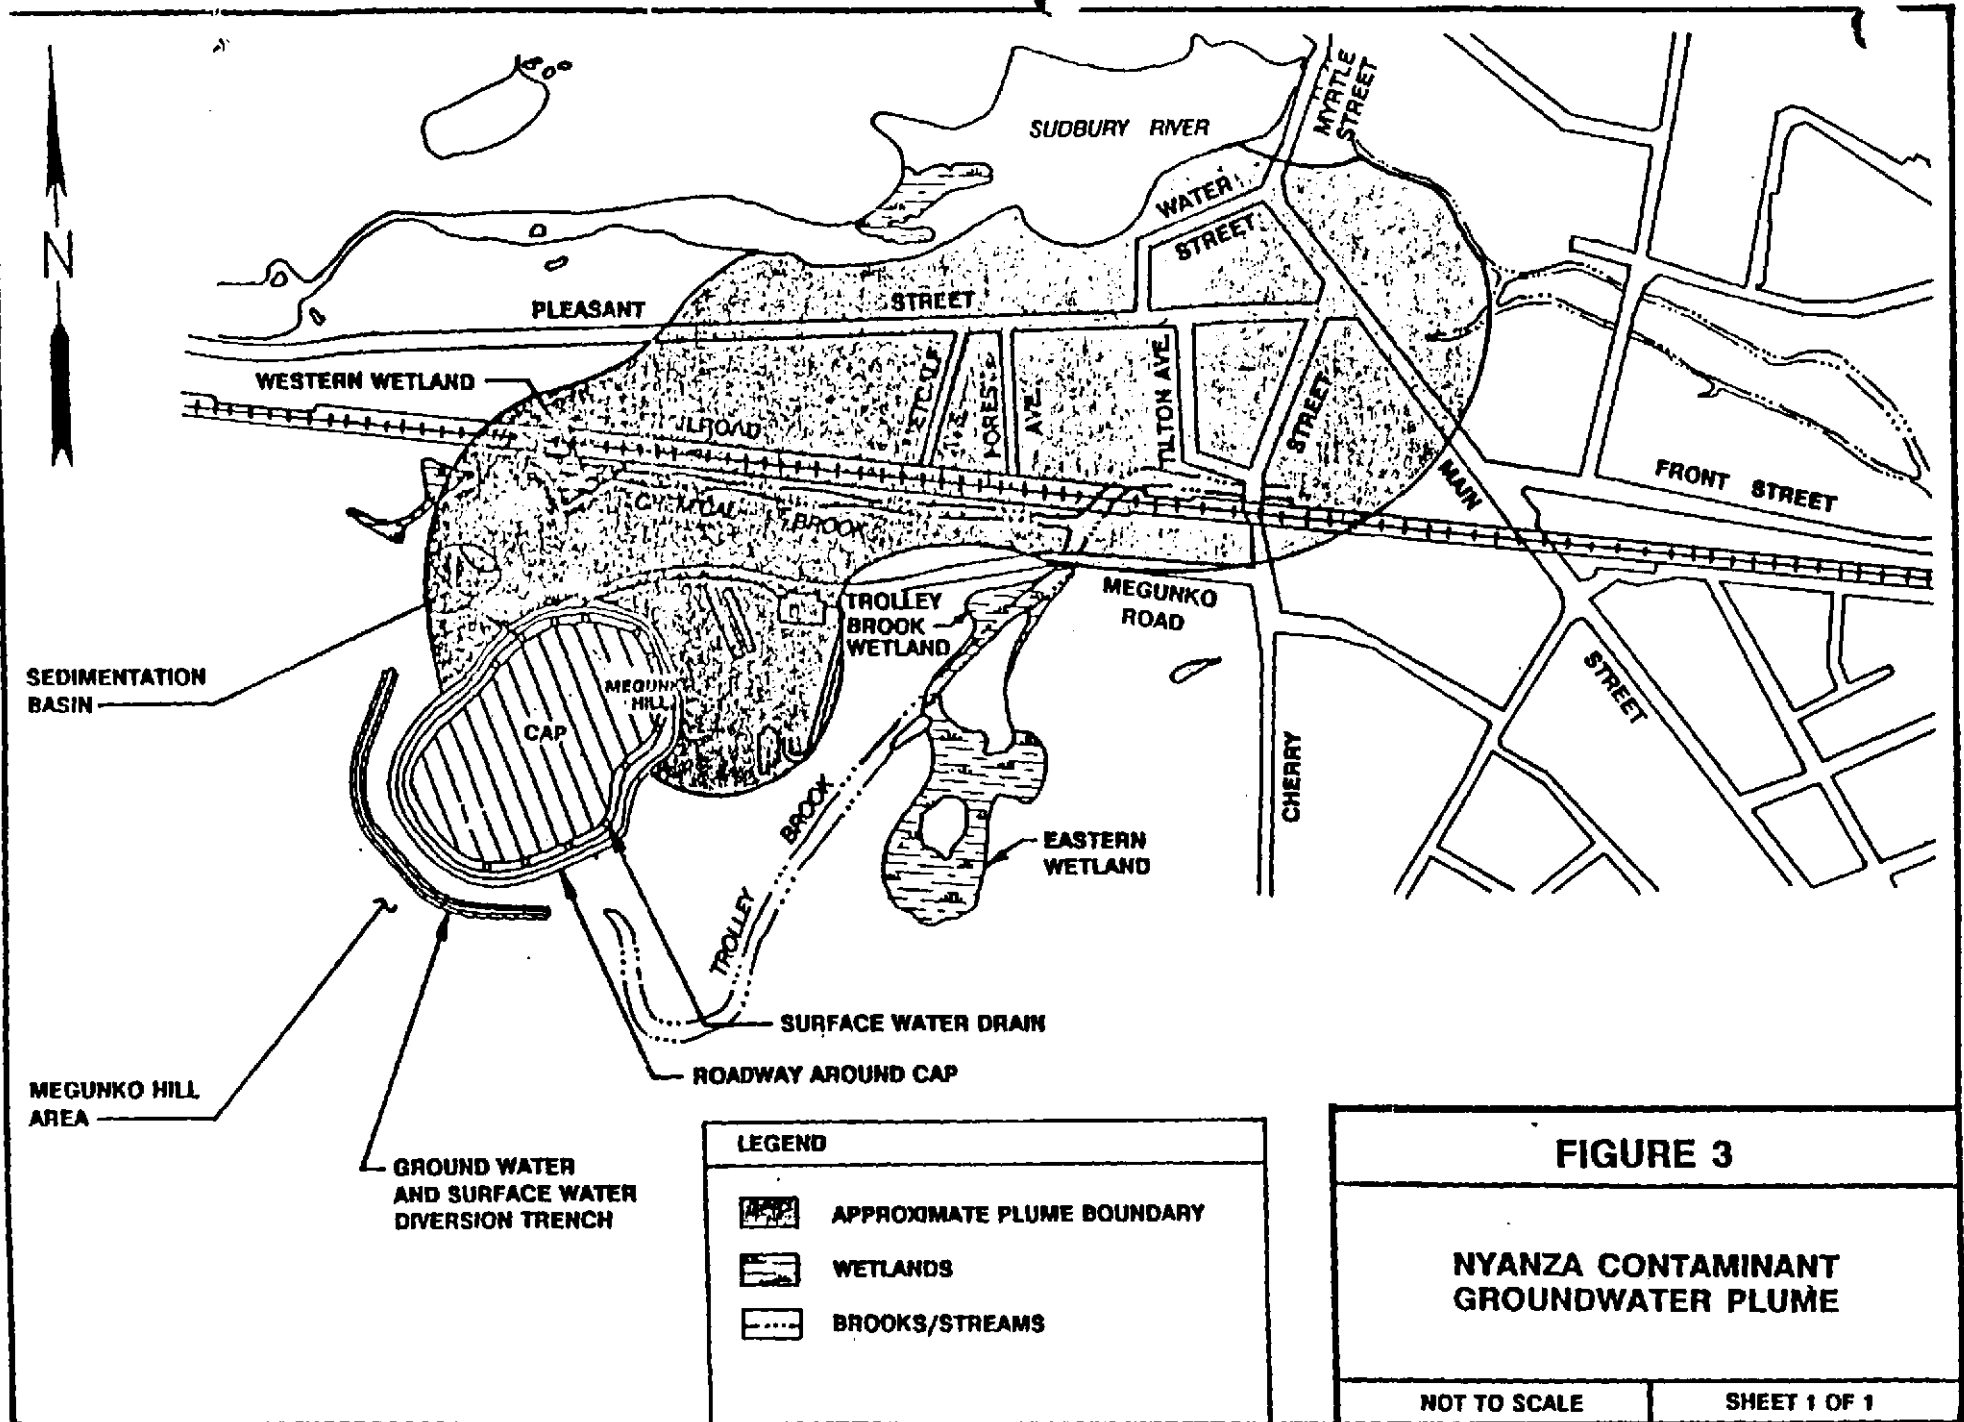 MYRTLE
STREET
SUDBURY RIVER
WATER
STREET
N
PLEASANT
STREET
WESTERN WETLAND
AVE.
TILTON AVE.
STREET
MAIN
FRONT STREET
BROOK
TROLLEY
BROOK
WETLAND
MEGUNKO
ROAD
SEDIMENTATION
BASIN
HILL
CAP
STREET
CHERRY
BROOK
TROLLEY
EASTERN
WETLAND
SURFACE WATER DRAIN
ROADWAY AROUND CAP
MEGUNKO HILL
AREA
GROUND WATER
AND SURFACE WATER
DIVERSION TRENCH
LEGEND
APPROXIMATE PLUME BOUNDARY
WETLANDS
BROOKS/STREAMS
FIGURE 3
NYANZA CONTAMINANT
GROUNDWATER PLUME
NOT TO SCALE
SHEET 1 OF 1